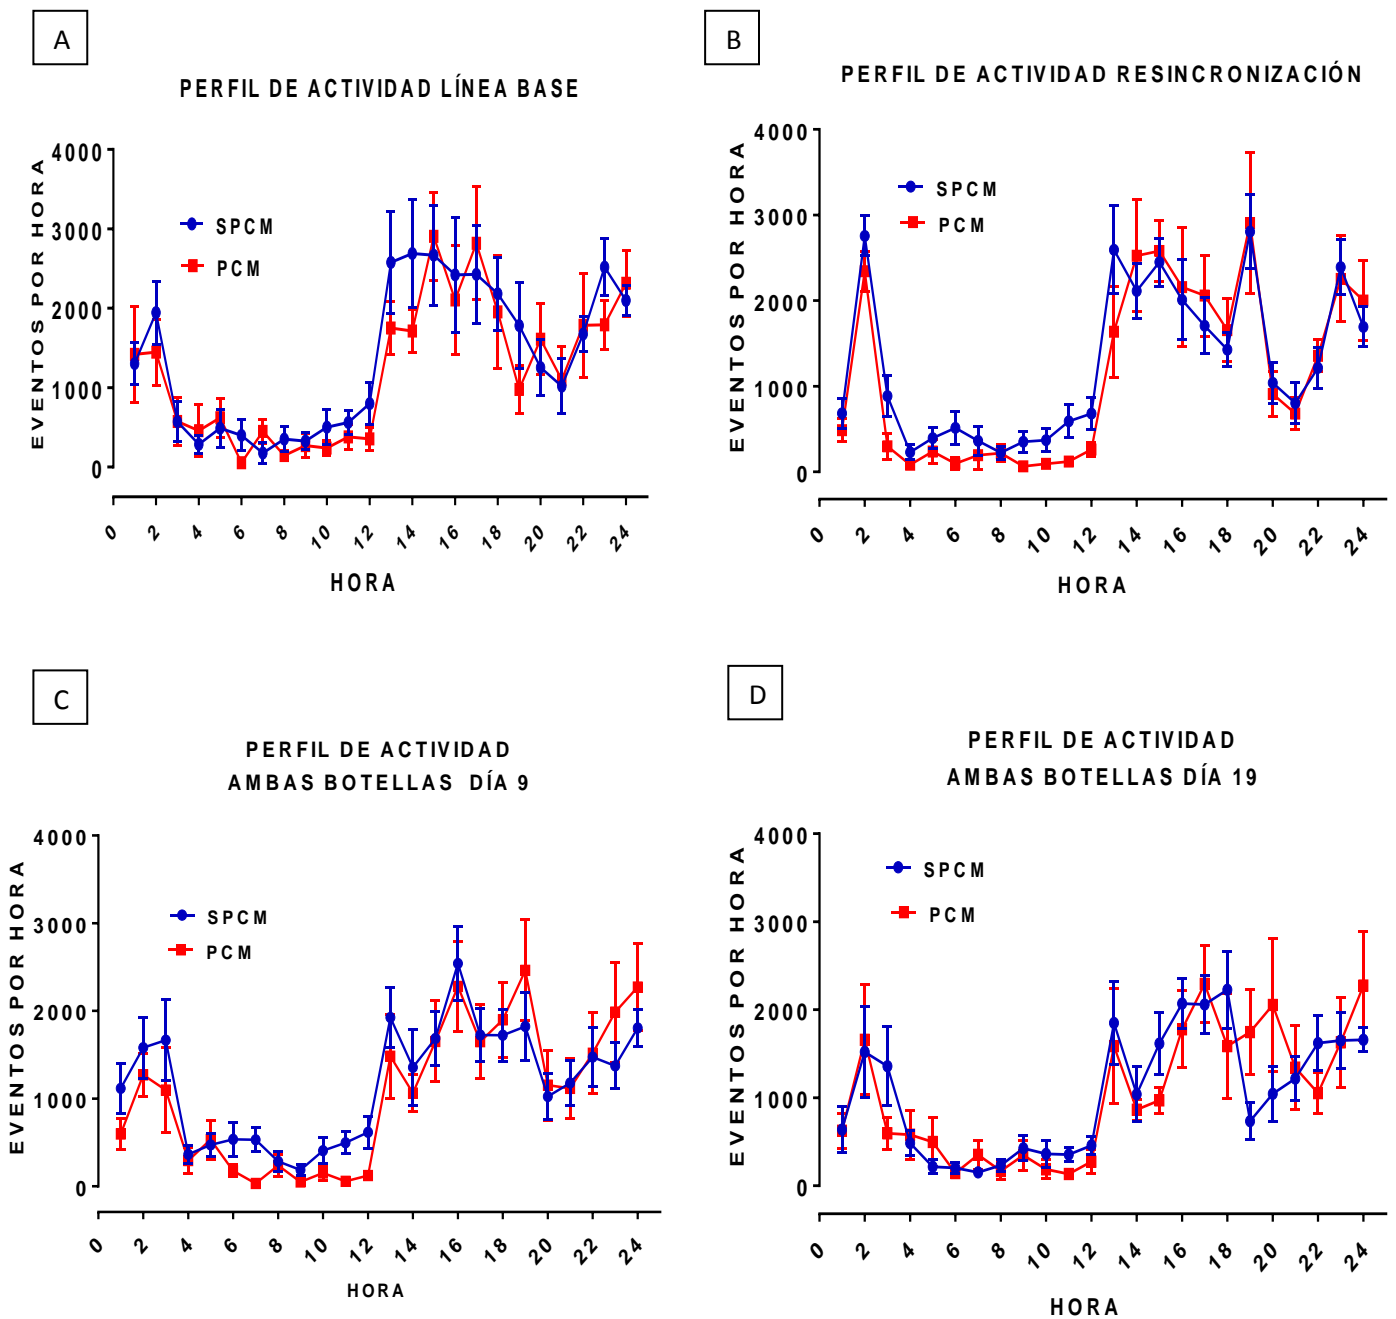 A
PERFIL DE ACTIVIDAD LÍNEA BASE
EVENTOS POR HORA
4000
3000
2000
1000
0
SPCM
PCM
0 2 4 6 8 10 12 14 16 18 20 22 24
HORA
B
PERFIL DE ACTIVIDAD RESINCRONIZACIÓN
EVENTOS POR HORA
4000
3000
2000
1000
0
SPCM
PCM
0 2 4 6 8 10 12 14 16 18 20 22 24
HORA
C
PERFIL DE ACTIVIDAD
AMBAS BOTELLAS DÍA 9
EVENTOS POR HORA
4000
3000
2000
1000
0
SPCM
PCM
0 2 4 6 8 10 12 14 16 18 20 22 24
HORA
D
PERFIL DE ACTIVIDAD
AMBAS BOTELLAS DÍA 19
EVENTOS POR HORA
4000
3000
2000
1000
0
SPCM
PCM
0 2 4 6 8 10 12 14 16 18 20 22 24
HORA